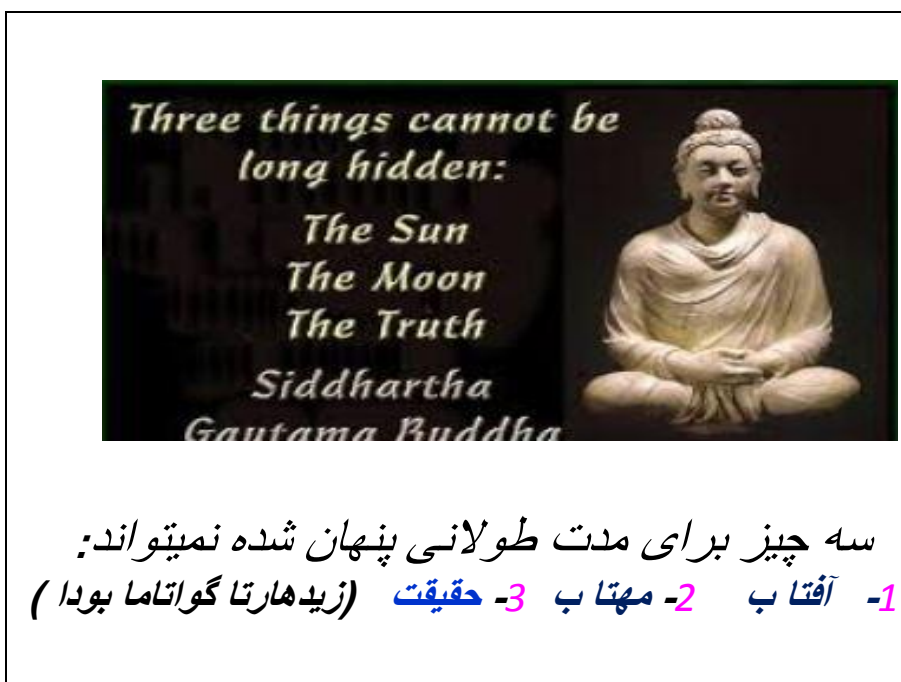 Three things cannot be
long hidden:
The Sun
The Moon
The Truth
Siddhartha
Gautama Buddha
سه چیز برای مدت طولانی پنهان شده نمیتواند:
1- آفتا ب 2- مهتا ب 3- حقیقت (زیدهارتا گواتاما بودا )